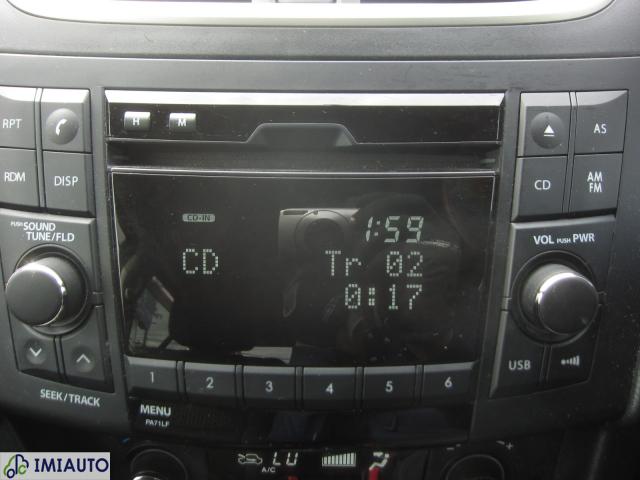 H M
RPT AS
RDM DISP CD AM
FM
CD-IN
1:59
PUSH SOUND
TUNE/FLD
VOL PUSH PWR
CD Tr 02
0:17
USB
1 2 3 4 5 6
SEEK/TRACK
MENU
PA71LF
A/C LO
IMIAUTO